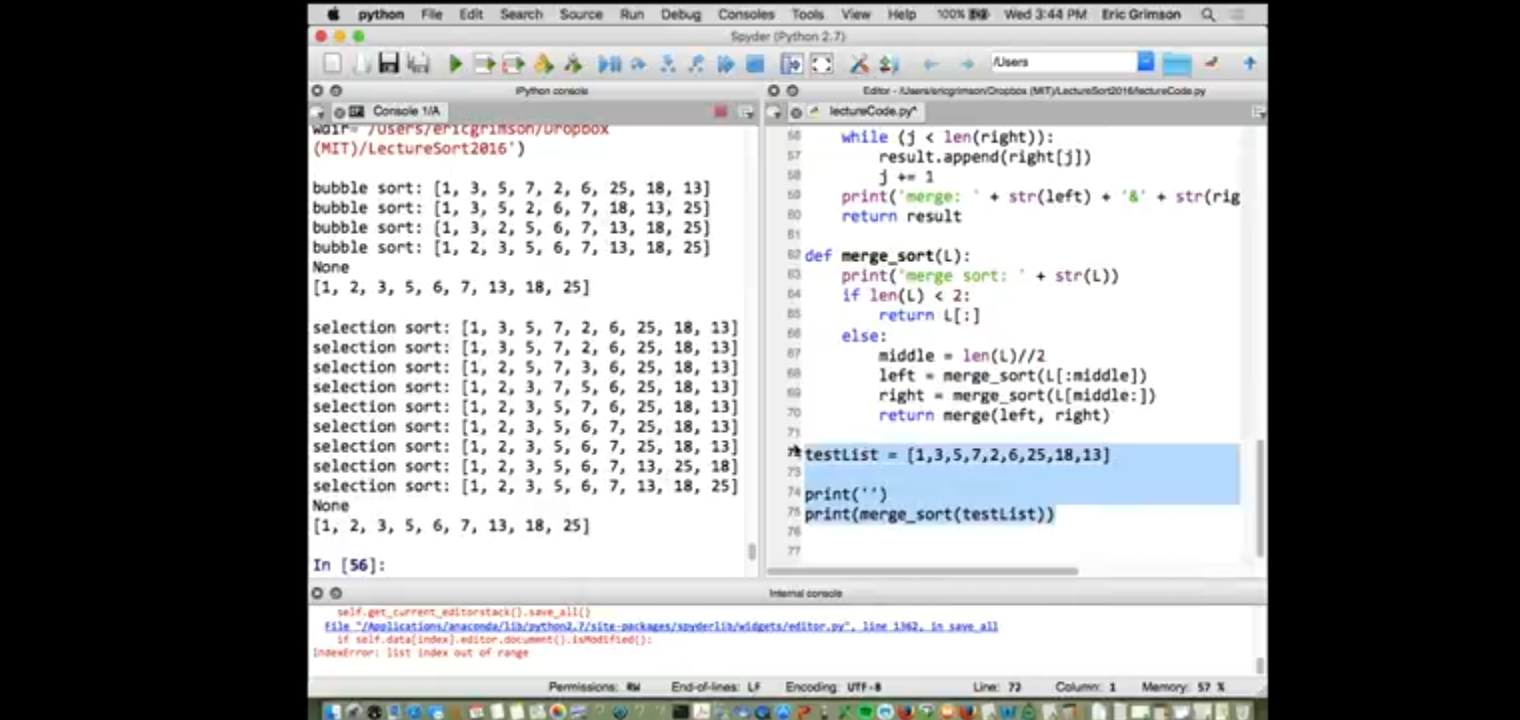 python File Edit Search Source Run Debug Consoles Tools View Help 100% Wed 3:44 PM Eric Grimson
Spyder (Python 2.7)
/Users
IPython console
Console 1/A
wdir='/Users/ericgrimson/Dropbox
(MIT)/LectureSort2016')
bubble sort: [1, 3, 5, 7, 2, 6, 25, 18, 13]
bubble sort: [1, 3, 5, 2, 6, 7, 18, 13, 25]
bubble sort: [1, 3, 2, 5, 6, 7, 13, 18, 25]
bubble sort: [1, 2, 3, 5, 6, 7, 13, 18, 25]
None
[1, 2, 3, 5, 6, 7, 13, 18, 25]
selection sort: [1, 3, 5, 7, 2, 6, 25, 18, 13]
selection sort: [1, 3, 5, 7, 2, 6, 25, 18, 13]
selection sort: [1, 2, 5, 7, 3, 6, 25, 18, 13]
selection sort: [1, 2, 3, 7, 5, 6, 25, 18, 13]
selection sort: [1, 2, 3, 5, 7, 6, 25, 18, 13]
selection sort: [1, 2, 3, 5, 6, 7, 25, 18, 13]
selection sort: [1, 2, 3, 5, 6, 7, 25, 18, 13]
selection sort: [1, 2, 3, 5, 6, 7, 13, 25, 18]
selection sort: [1, 2, 3, 5, 6, 7, 13, 18, 25]
None
[1, 2, 3, 5, 6, 7, 13, 18, 25]
In [56]:
Editor - /Users/ericgrimson/Dropbox (MIT)/LectureSort2016/lectureCode.py
lectureCode.py*
56 while (j < len(right)):
57 result.append(right[j])
58 j += 1
59 print('merge: ' + str(left) + '&' + str(rig
60 return result
61
62 def merge_sort(L):
63 print('merge sort: ' + str(L))
64 if len(L) < 2:
65 return L[:]
66 else:
67 middle = len(L)//2
68 left = merge_sort(L[:middle])
69 right = merge_sort(L[middle:])
70 return merge(left, right)
71
72 testList = [1,3,5,7,2,6,25,18,13]
73
74 print('')
75 print(merge_sort(testList))
76
77
Internal console
self.get_current_editorstack().save_all()
File "/Applications/anaconda/lib/python2.7/site-packages/spyderlib/widgets/editor.py", line 1362, in save_all
if self.data[index].editor.document().isModified():
IndexError: list index out of range
Permissions: RW End-of-lines: LF Encoding: UTF-8 Line: 72 Column: 1 Memory: 57 %